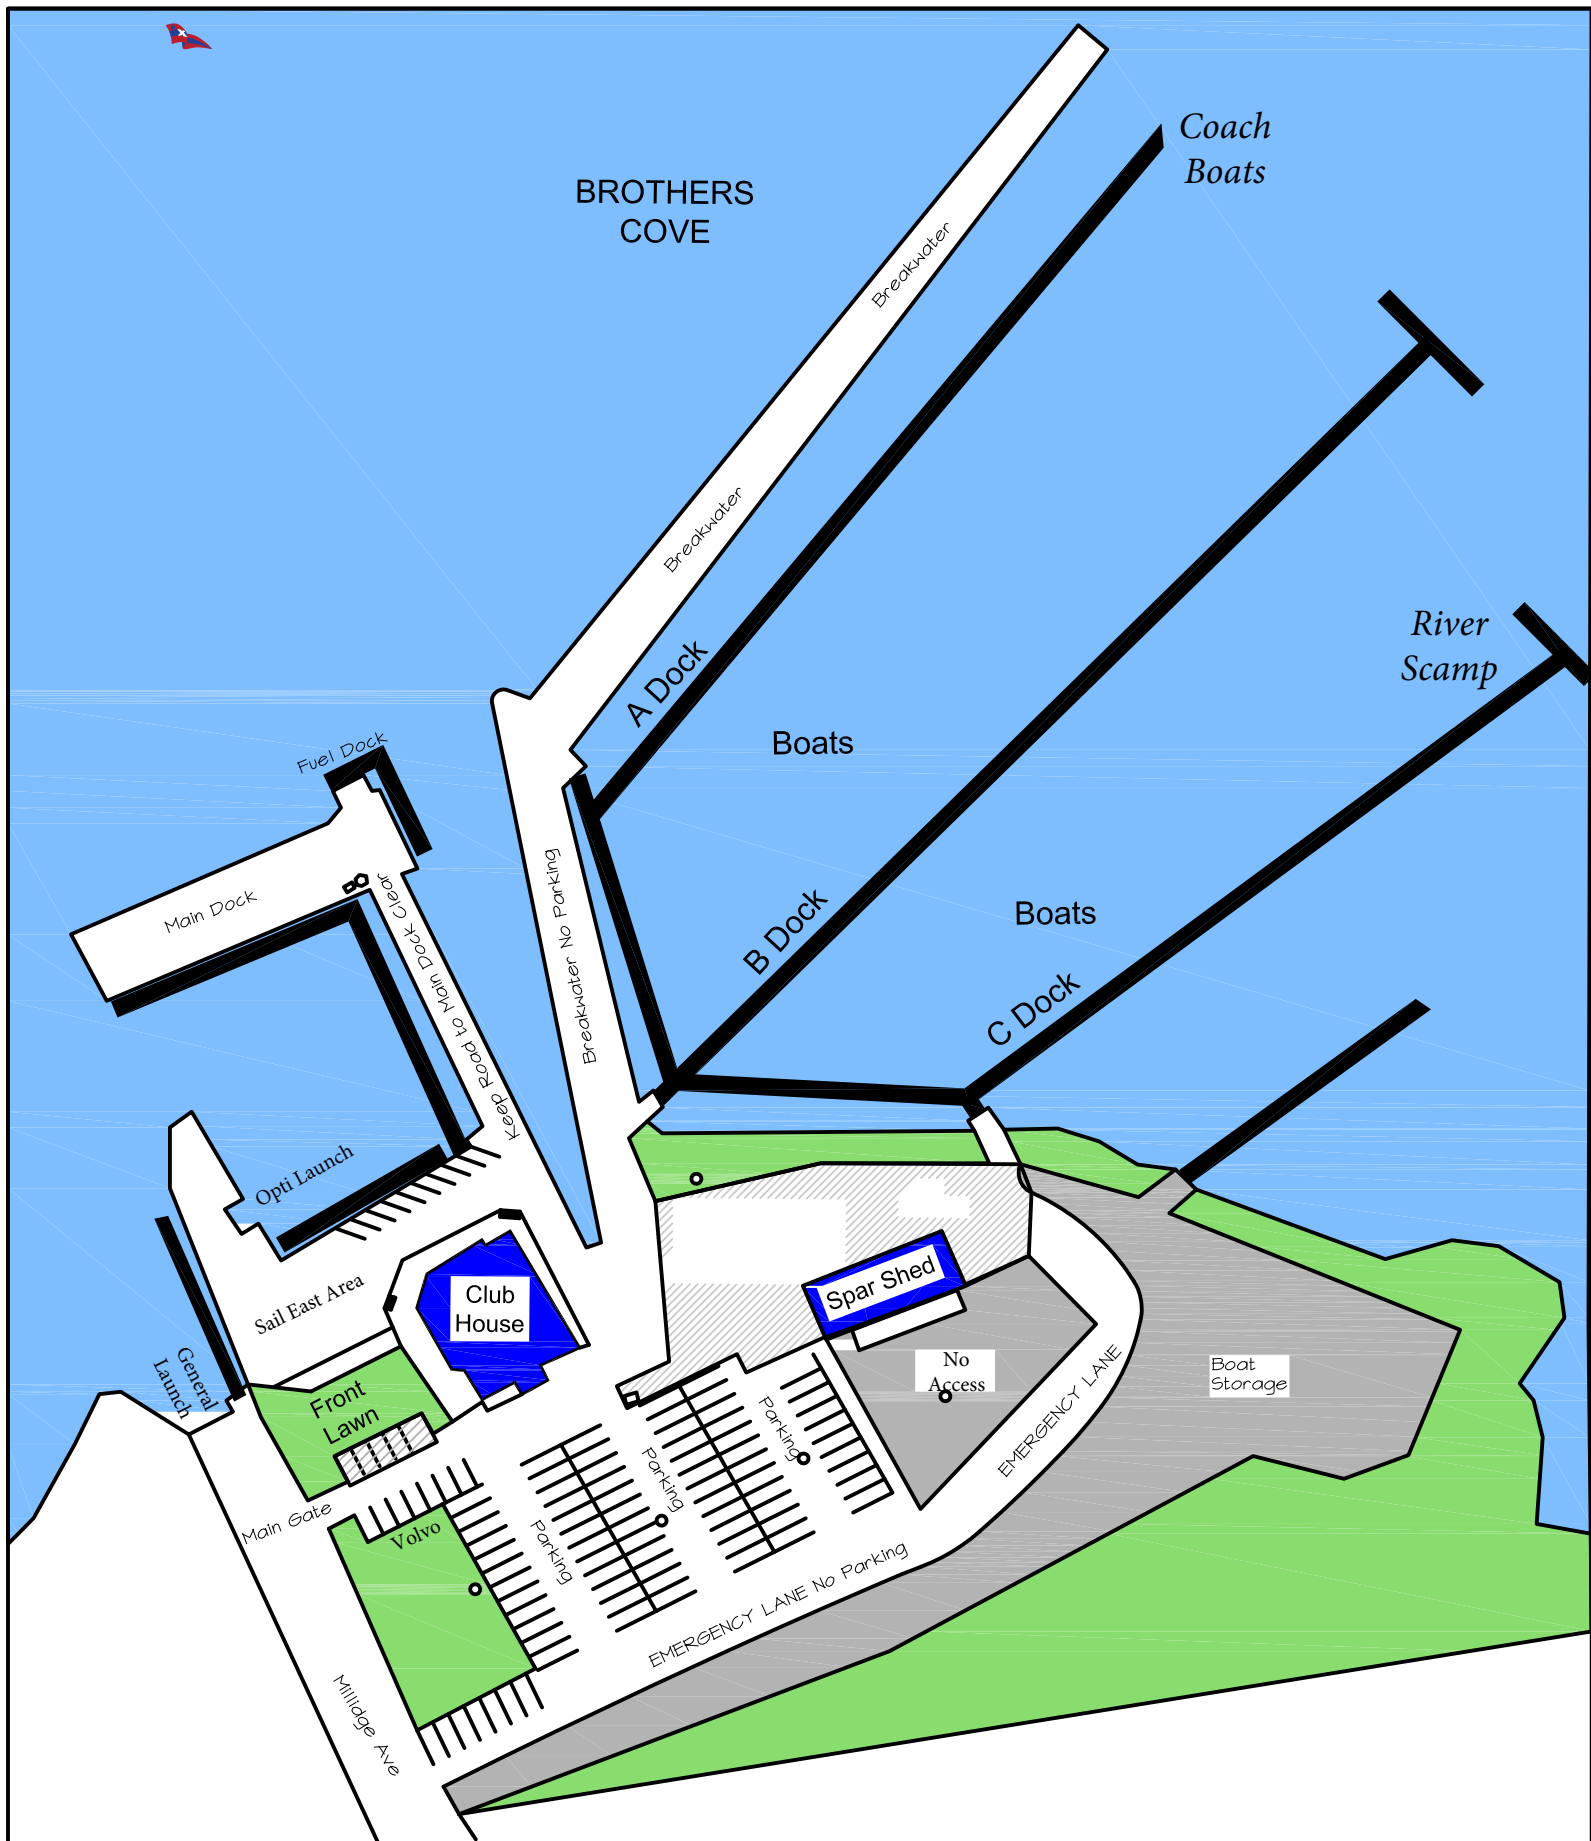 Coach
Boats
BROTHERS
COVE
Breakwater
Breakwater
River
Scamp
A Dock
Boats
Fuel Dock
Main Dock
Keep Road to Main Dock Clear
Breakwater No Parking
B Dock
Boats
C Dock
Opti Launch
Sail East Area
Club
House
Spar Shed
General
Launch
Front
Lawn
No
Access
EMERGENCY LANE
Boat
Storage
Parking
Parking
Parking
Main Gate
Volvo
EMERGENCY LANE No Parking
Millidge Ave